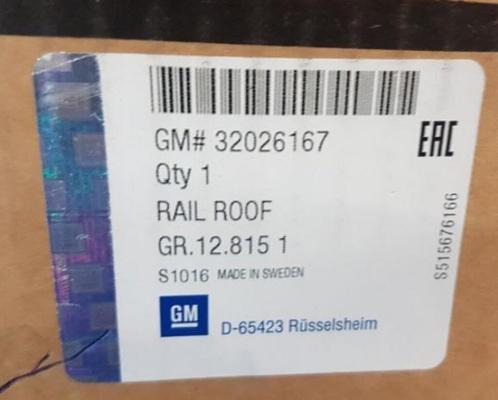 GM# 32026167
EAC
Qty 1
RAIL ROOF
GR.12.815 1
S1016 MADE IN SWEDEN
S515676166
GM
D-65423 Rüsselsheim